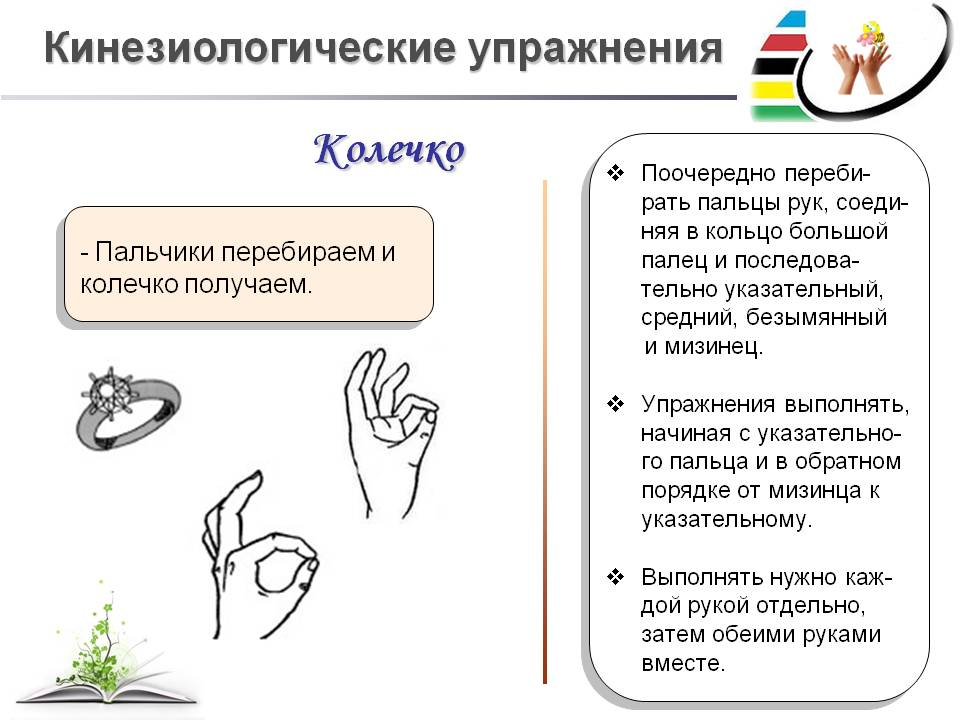 Кинезиологические упражнения
Колечко
- Пальчики перебираем и
колечко получаем.
❖ Поочередно переби-
рать пальцы рук, соеди-
няя в кольцо большой
палец и последова-
тельно указательный,
средний, безымянный
и мизинец.
❖ Упражнения выполнять,
начиная с указательно-
го пальца и в обратном
порядке от мизинца к
указательному.
❖ Выполнять нужно каж-
дой рукой отдельно,
затем обеими руками
вместе.